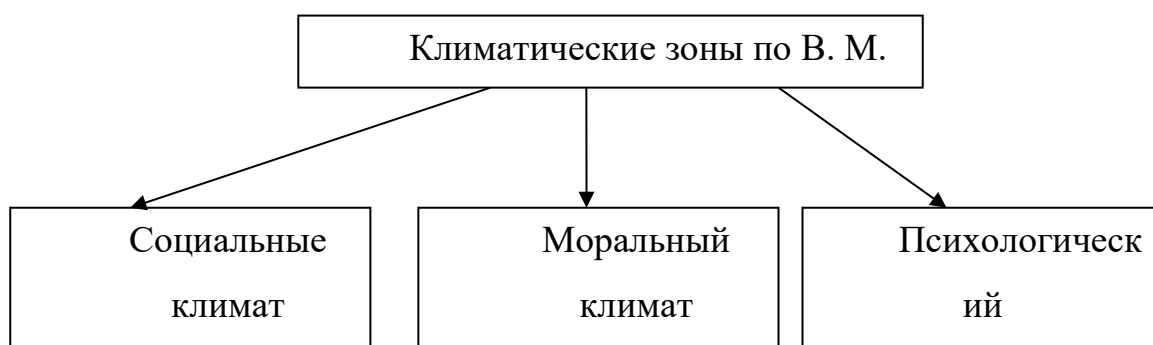 Климатические зоны по В. М.
Социальные
климат
Моральный
климат
Психологическ
ий